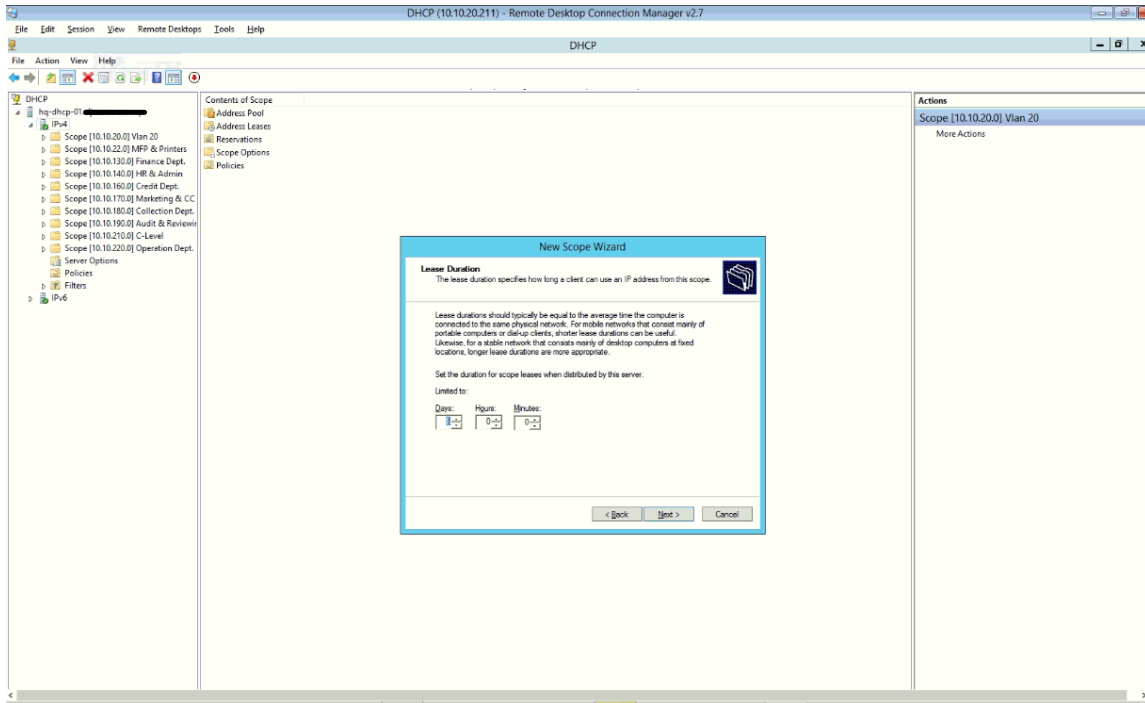 DHCP (10.10.20.211) - Remote Desktop Connection Manager v2.7
File Edit Session View Remote Desktops Tools Help
DHCP
File Action View Help
DHCP
hq-dhcp-01
IPv4
Scope [10.10.20.0] Vlan 20
Scope [10.10.22.0] MFP & Printers
Scope [10.10.130.0] Finance Dept.
Scope [10.10.140.0] HR & Admin
Scope [10.10.160.0] Credit Dept.
Scope [10.10.170.0] Marketing & CC
Scope [10.10.180.0] Collection Dept.
Scope [10.10.190.0] Audit & Reviewin
Scope [10.10.210.0] C-Level
Scope [10.10.220.0] Operation Dept.
Server Options
Policies
Filters
IPv6
Contents of Scope
Address Pool
Address Leases
Reservations
Scope Options
Policies
New Scope Wizard
Lease Duration
The lease duration specifies how long a client can use an IP address from this scope.
Lease durations should typically be equal to the average time the computer is
connected to the same physical network. For mobile networks that consist mainly of
portable computers or dial-up clients, shorter lease durations can be useful.
Likewise, for a stable network that consists mainly of desktop computers at fixed
locations, longer lease durations are more appropriate.
Set the duration for scope leases when distributed by this server.
Limited to:
Days: Hours: Minutes:
0 0
< Back Next > Cancel
Actions
Scope [10.10.20.0] Vlan 20
More Actions